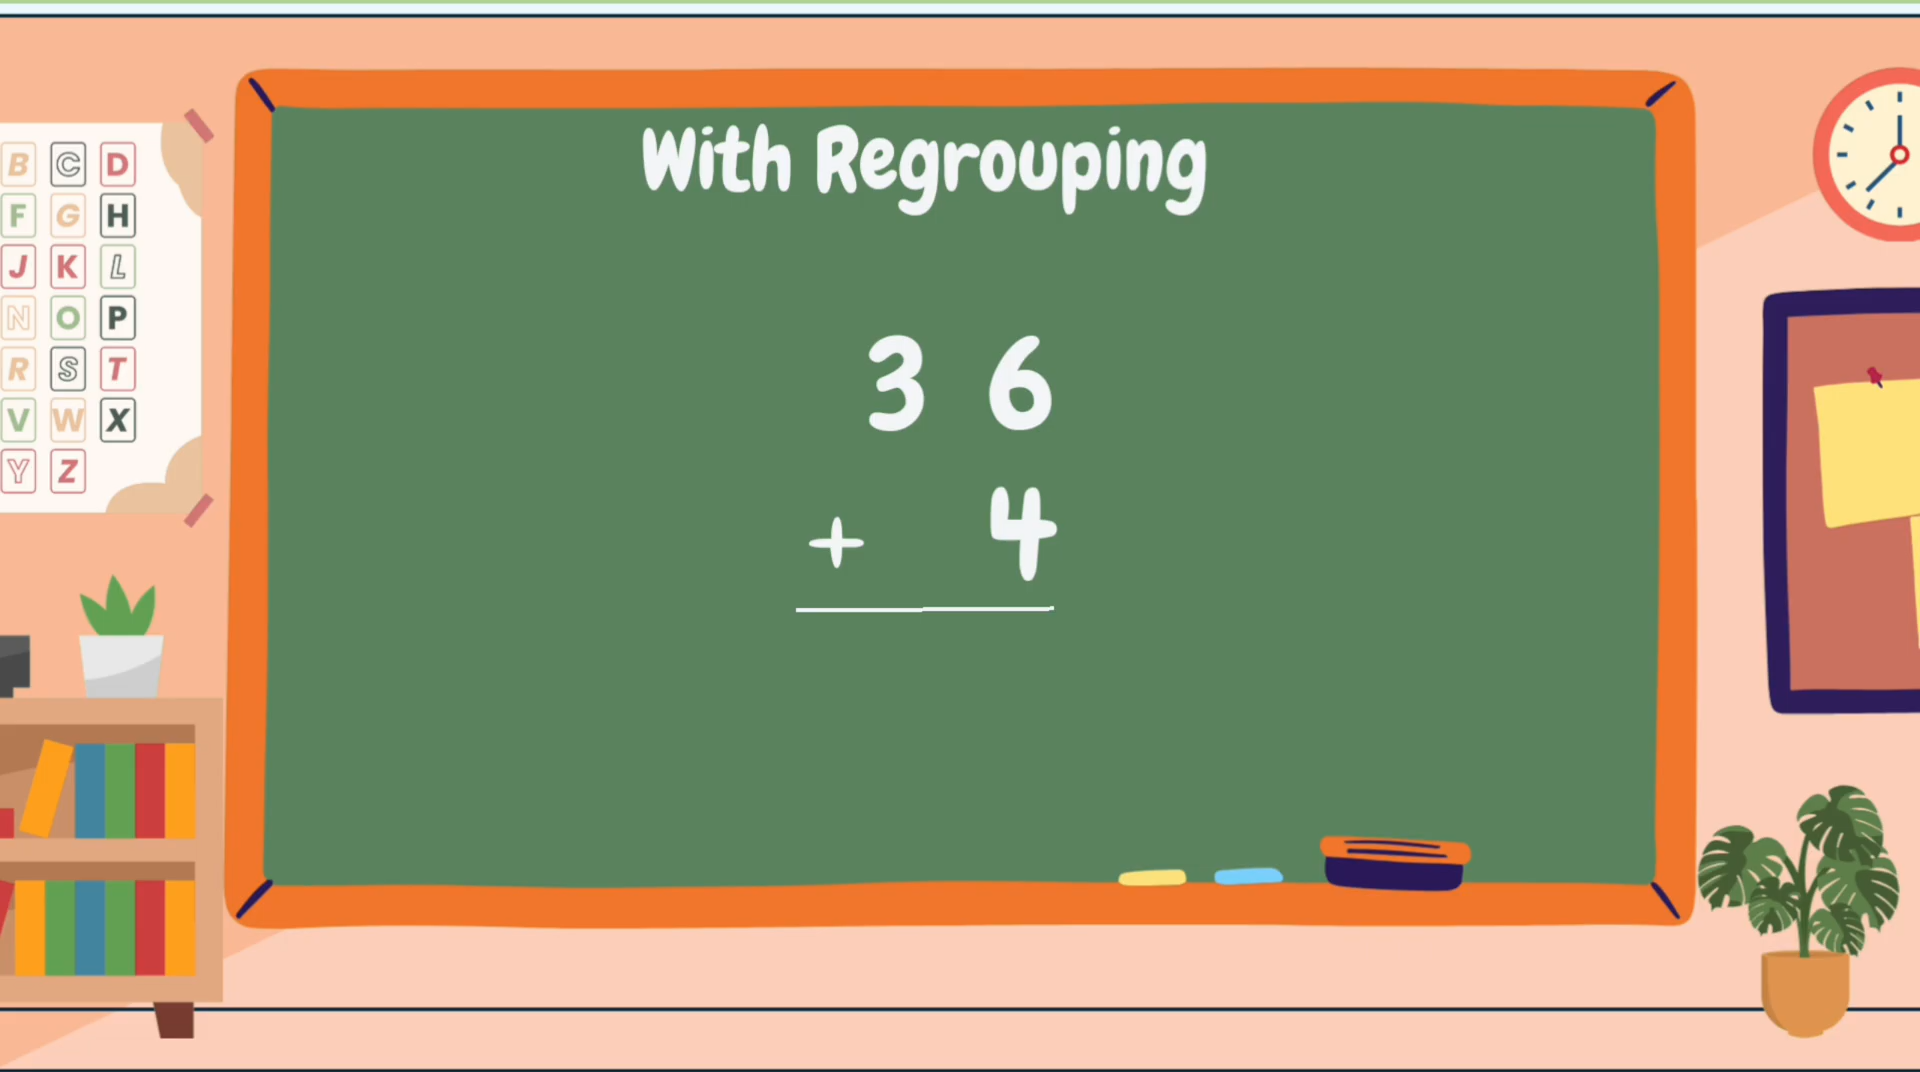 With Regrouping
3 6
+ 4
B C D
F G H
J K L
N O P
R S T
V W X
Y Z